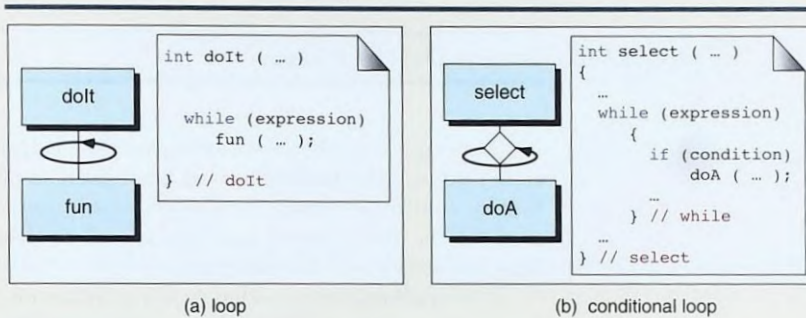 doIt
fun
int doIt ( … )
while (expression)
fun ( … );
} // doIt
(a) loop
select
doA
int select ( … )
{
…
while (expression)
{
if (condition)
doA ( … );
…
} // while
…
} // select
(b) conditional loop